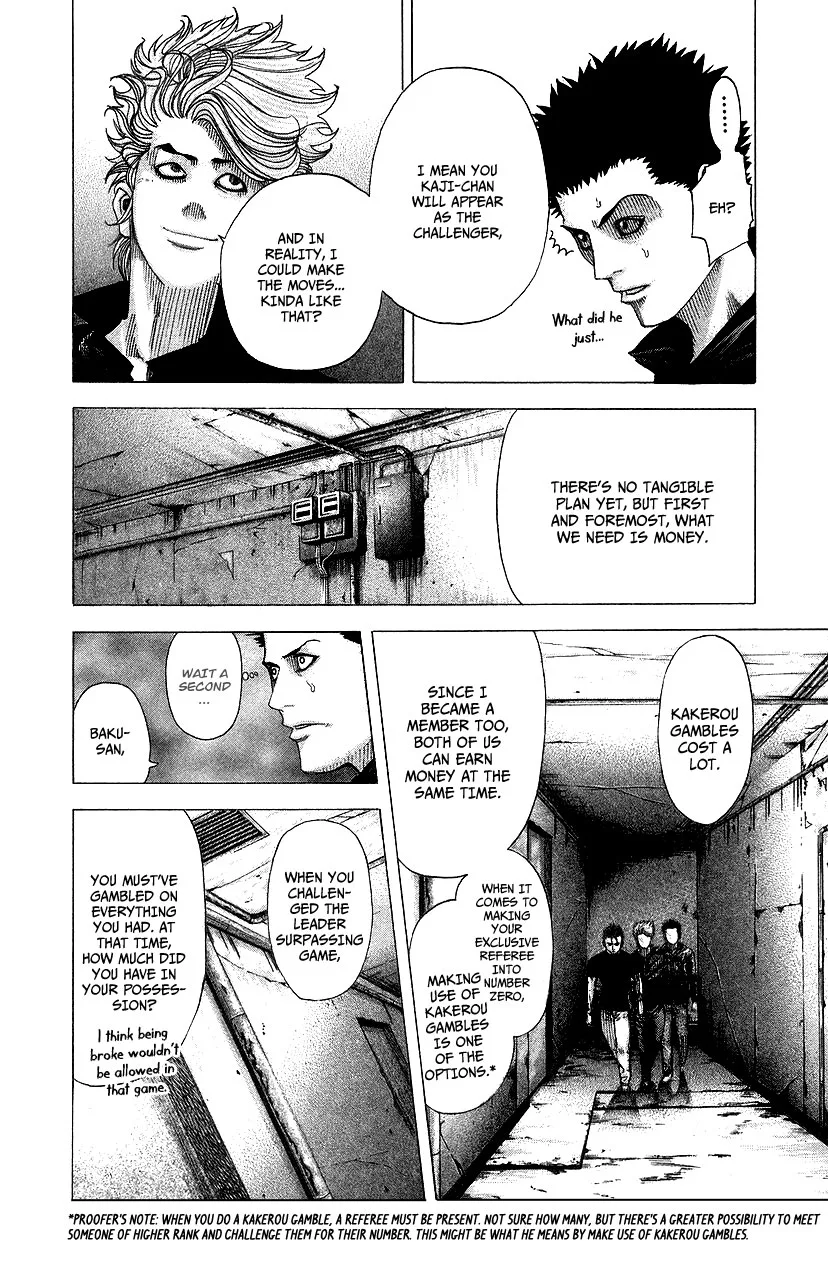 ......
EH?
What did he
just...
I MEAN YOU
KAJI-CHAN
WILL APPEAR
AS THE
CHALLENGER,
AND IN
REALITY, I
COULD MAKE
THE MOVES...
KINDA LIKE
THAT?
THERE'S NO TANGIBLE
PLAN YET, BUT FIRST
AND FOREMOST, WHAT
WE NEED IS MONEY.
KAKEROU
GAMBLES
COST A
LOT.
SINCE I
BECAME A
MEMBER TOO,
BOTH OF US
CAN EARN
MONEY AT THE
SAME TIME.
WHEN IT
COMES TO
MAKING
YOUR
EXCLUSIVE
REFEREE
INTO
NUMBER
ZERO,
MAKING
USE OF
KAKEROU
GAMBLES
IS ONE
OF THE
OPTIONS.*
WAIT A
SECOND
...
BAKU-
SAN,
WHEN YOU
CHALLEN-
GED THE
LEADER
SURPASSING
GAME,
YOU MUST'VE
GAMBLED ON
EVERYTHING
YOU HAD. AT
THAT TIME,
HOW MUCH DID
YOU HAVE IN
YOUR POSSES-
SION?
I think being
broke wouldn't
be allowed in
that game.
*PROOFER'S NOTE: WHEN YOU DO A KAKEROU GAMBLE, A REFEREE MUST BE PRESENT. NOT SURE HOW MANY, BUT THERE'S A GREATER POSSIBILITY TO MEET
SOMEONE OF HIGHER RANK AND CHALLENGE THEM FOR THEIR NUMBER. THIS MIGHT BE WHAT HE MEANS BY MAKE USE OF KAKEROU GAMBLES.